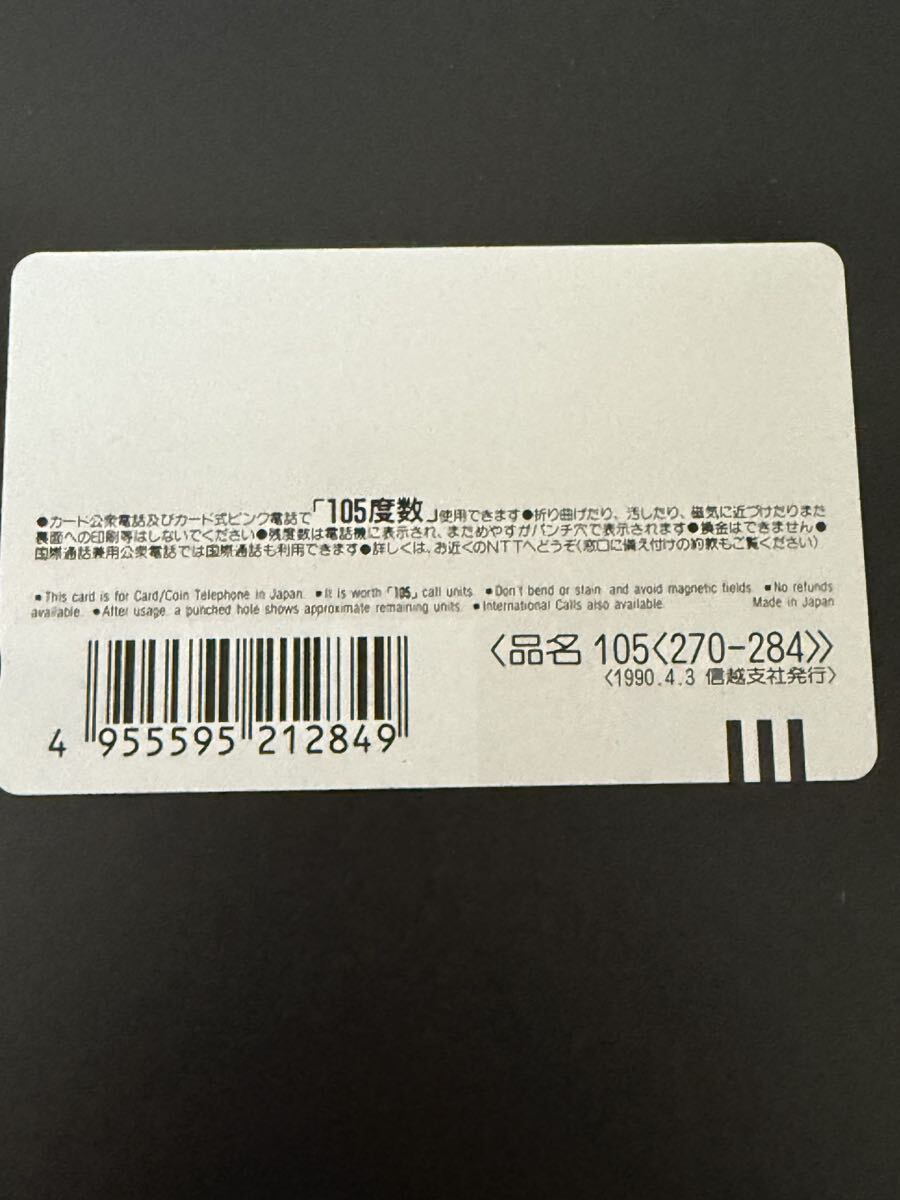 ●カード公衆電話及びカード式ピンク電話で「105度数」使用できます●折り曲げたり、汚したり、磁気に近づけたりまた
裏面への印刷等はしないでください●残度数は電話機に表示され、まためやすがパンチ穴で表示されます●換金はできません●
国際通話兼用公衆電話では国際通話も利用できます●詳しくは、お近くのNTTへどうぞ(窓口に備え付けの約款もご覧ください)
■This card is for Card/Coin Telephone in Japan. ■It is worth「105」call units. ■Don't bend or stain and avoid magnetic fields. ■No refunds
available. ■After usage, a punched hole shows approximate remaining units. ■International Calls also available. Made in Japan
〈品名 105〈270-284〉〉
〈1990.4.3 信越支社発行〉
4 955595 212849